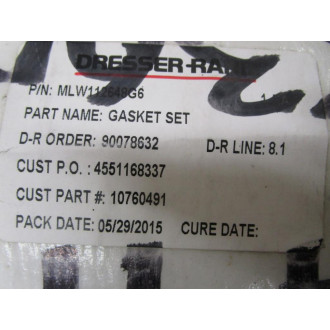 DRESSER-RAND
P/N:
PART NAME: GASKET SET
D-R ORDER: 90078632 D-R LINE: 8.1
CUST P.O. : 4551168337
CUST PART #: 10760491
PACK DATE: 05/29/2015 CURE DATE: